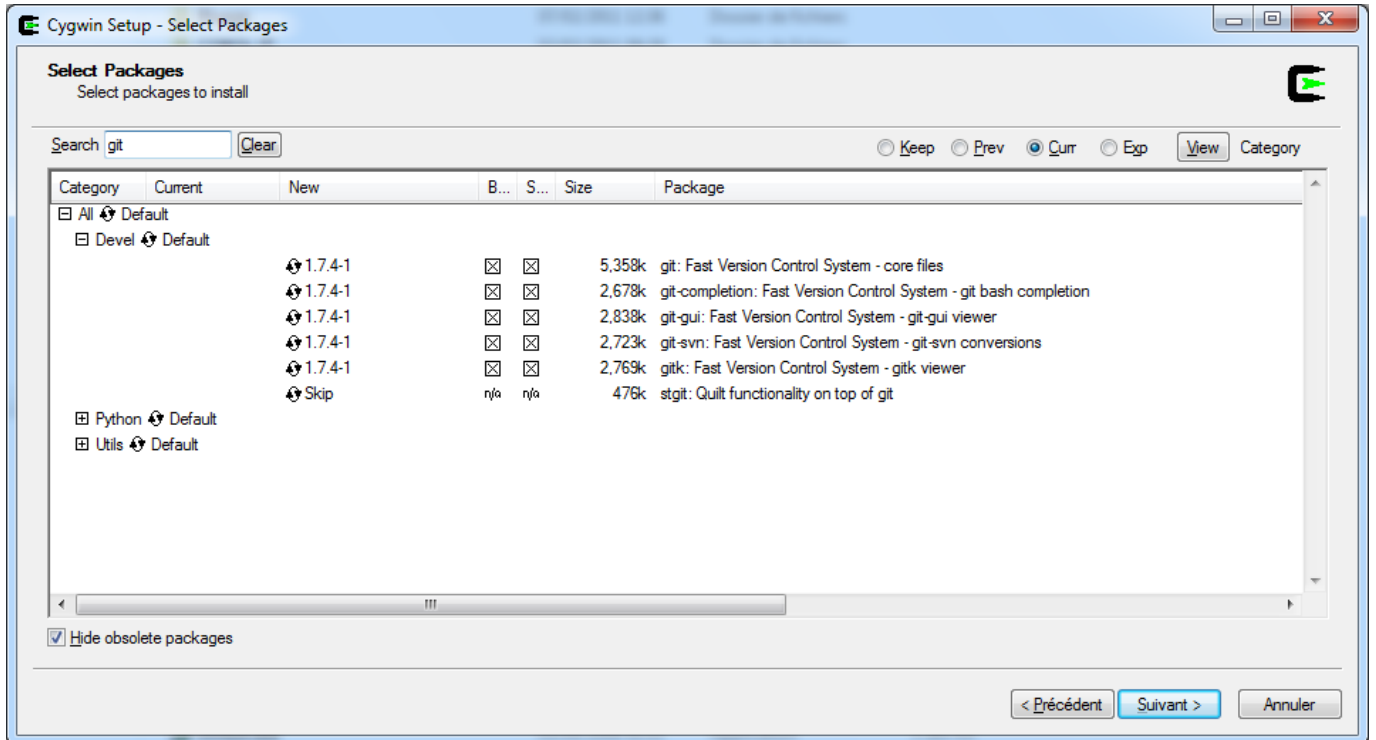 Cygwin Setup - Select Packages
Select Packages
Select packages to install
Search git Clear Keep Prev Curr Exp View Category
Category Current New B... S... Size Package
All Default
Devel Default
1.7.4-1 5,358k git: Fast Version Control System - core files
1.7.4-1 2,678k git-completion: Fast Version Control System - git bash completion
1.7.4-1 2,838k git-gui: Fast Version Control System - git-gui viewer
1.7.4-1 2,723k git-svn: Fast Version Control System - git-svn conversions
1.7.4-1 2,769k gitk: Fast Version Control System - gitk viewer
Skip n/a n/a 476k stgit: Quilt functionality on top of git
Python Default
Utils Default
Hide obsolete packages
< Précédent Suivant > Annuler